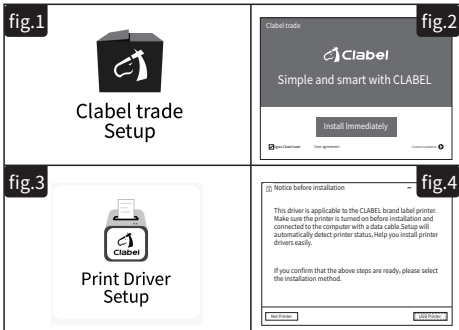 fig.1
Clabel trade
Setup
fig.2
Clabel trade
Clabel
Simple and smart with CLABEL
Install Immediately
User agreement
fig.3
Clabel
Print Driver
Setup
fig.4
Notice before installation
This driver is applicable to the CLABEL brand label printer.
Make sure the printer is turned on before installation and
connected to the computer with a data cable.Setup will
automatically detect printer status, Help you install printer
drivers easily.
If you confirm that the above steps are ready, please select
the installation method.
Net Printer
USB Printer